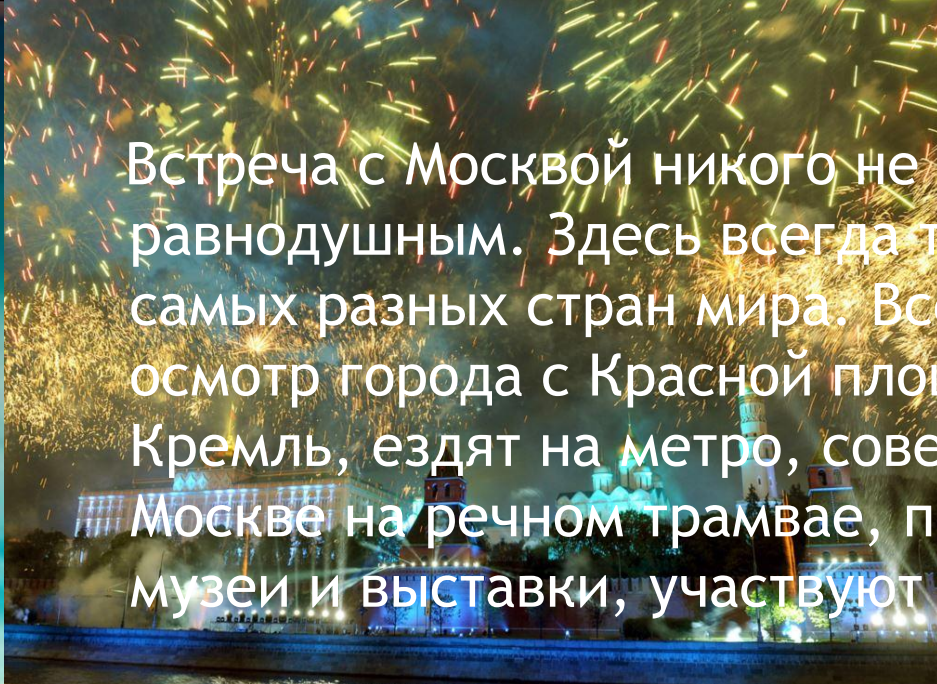 Встреча с Москвой никого не
равнодушным. Здесь всегда т
самых разных стран мира. Все
осмотр города с Красной пло
Кремль, ездят на метро, сове
Москве на речном трамвае, п
музеи и выставки, участвуют